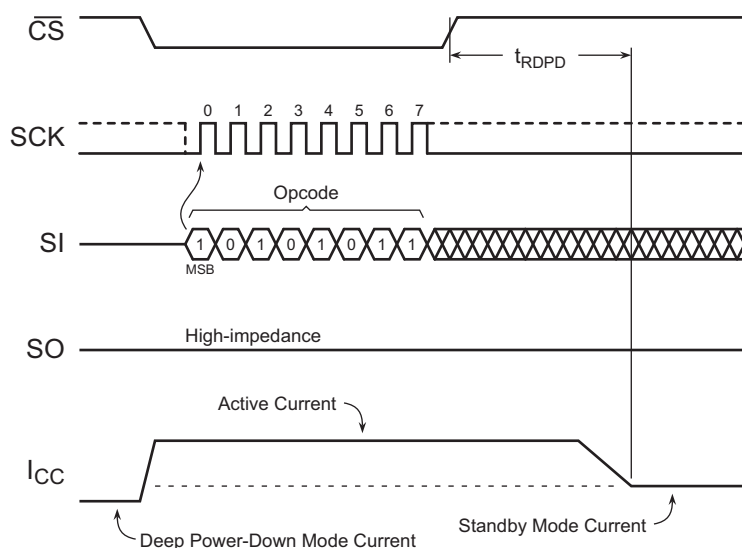 CS
tRDPD
0 1 2 3 4 5 6 7
SCK
Opcode
SI
1 0 1 0 1 0 1 1
MSB
High-impedance
SO
Active Current
ICC
Standby Mode Current
Deep Power-Down Mode Current